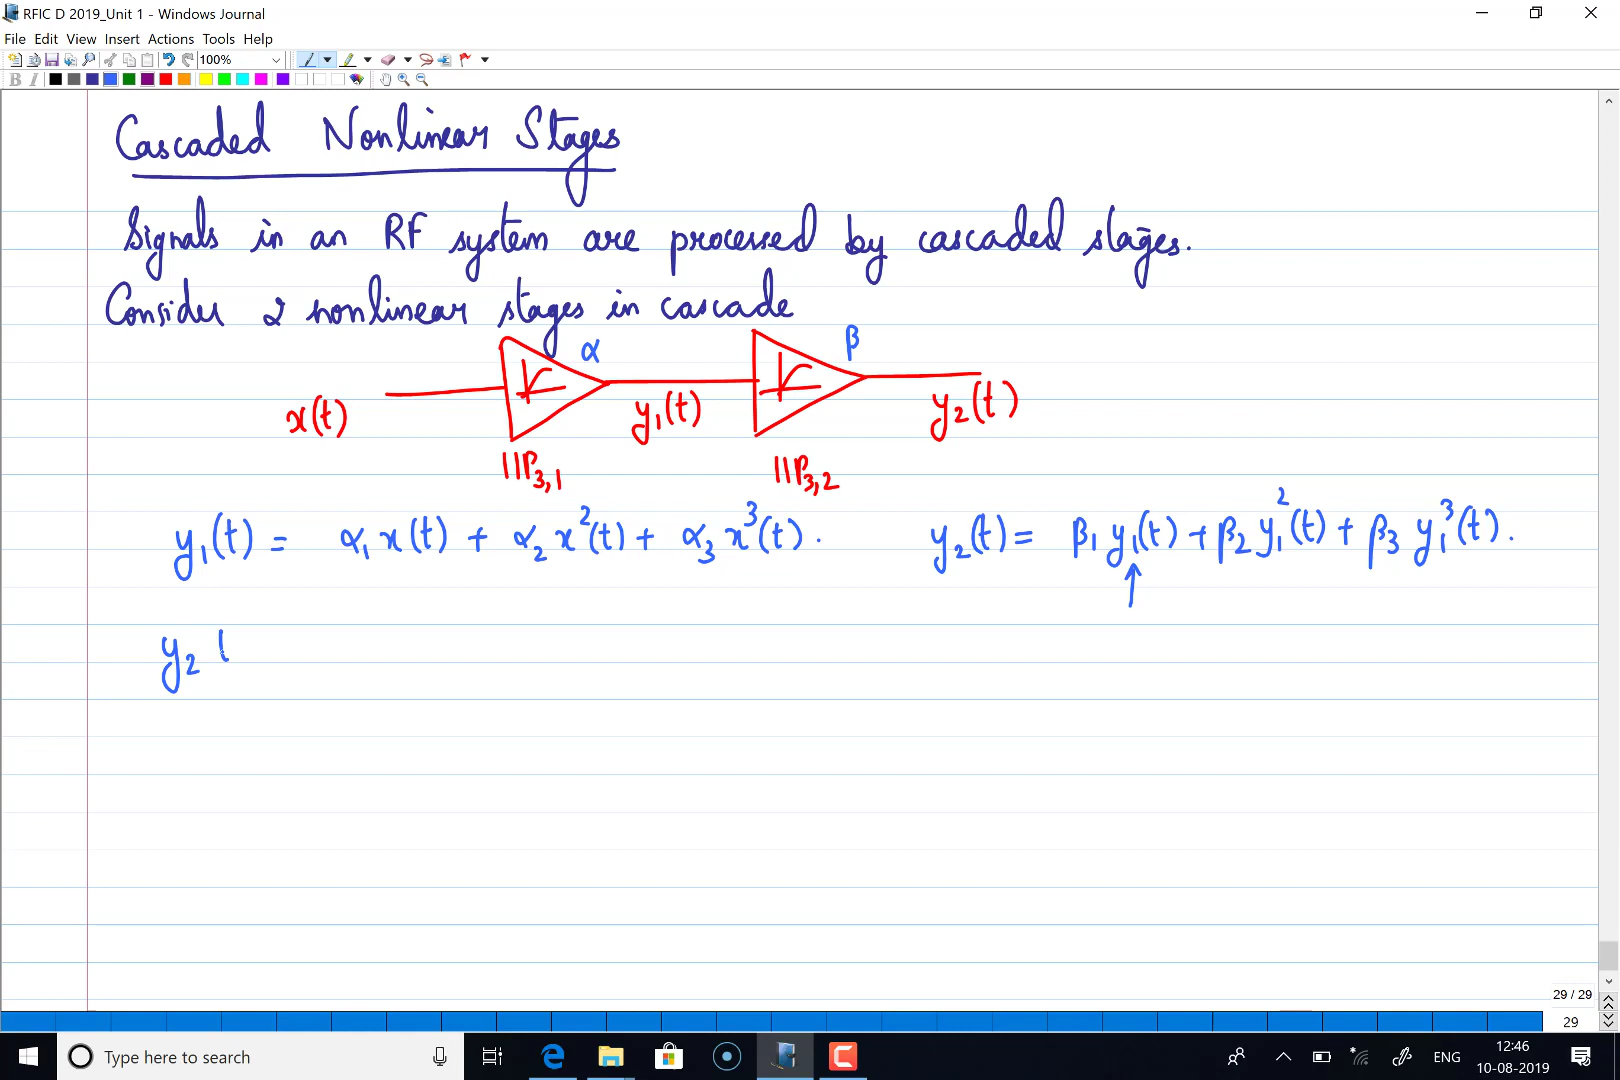 RFIC D 2019_Unit 1 - Windows Journal
File Edit View Insert Actions Tools Help
100%
B I
Cascaded Nonlinear Stages
Signals in an RF system are processed by cascaded stages.
Consider 2 nonlinear stages in cascade
α β
x(t) y₁(t) y₂(t)
IIP₃,₁ IIP₃,₂
y₁(t) = α₁ x(t) + α₂ x²(t) + α₃ x³(t). y₂(t) = β₁ y₁(t) + β₂ y₁²(t) + β₃ y₁³(t).
y₂ (
29 / 29
29
Type here to search
ENG
12:46
10-08-2019